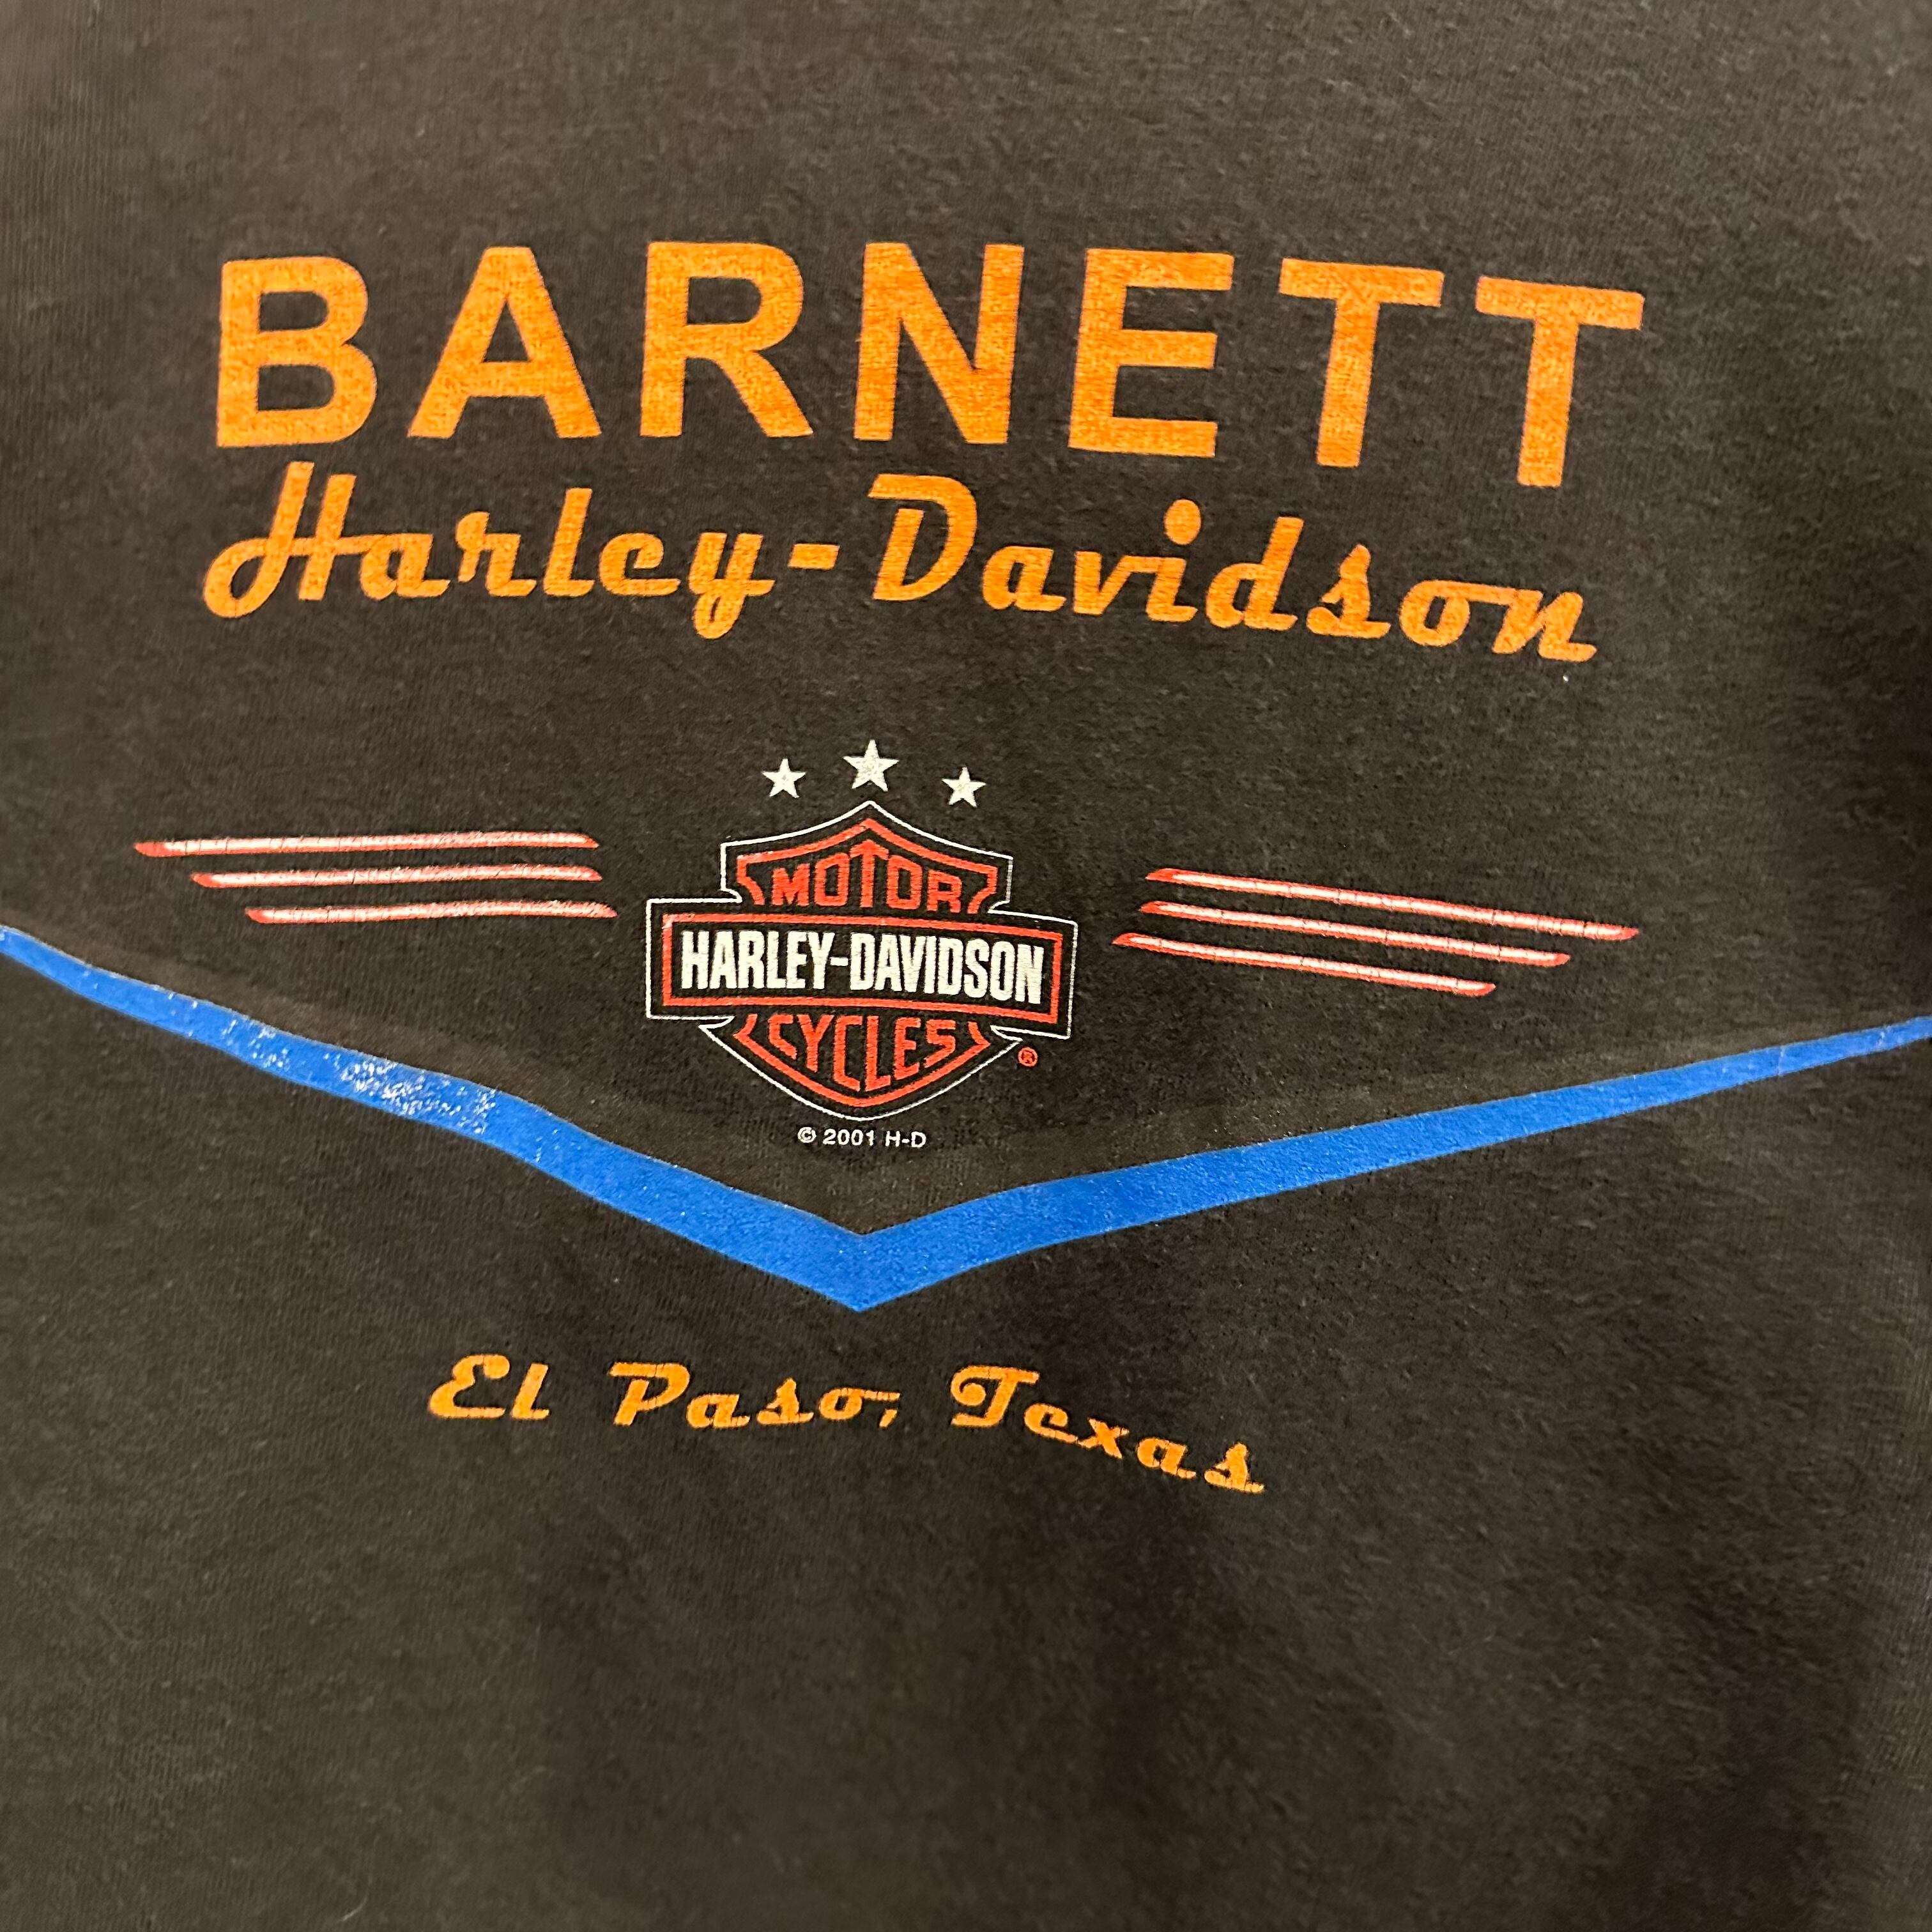 BARNETT
Harley-Davidson
MOTOR
HARLEY-DAVIDSON
CYCLES
®
© 2001 H-D
El Paso, Texas